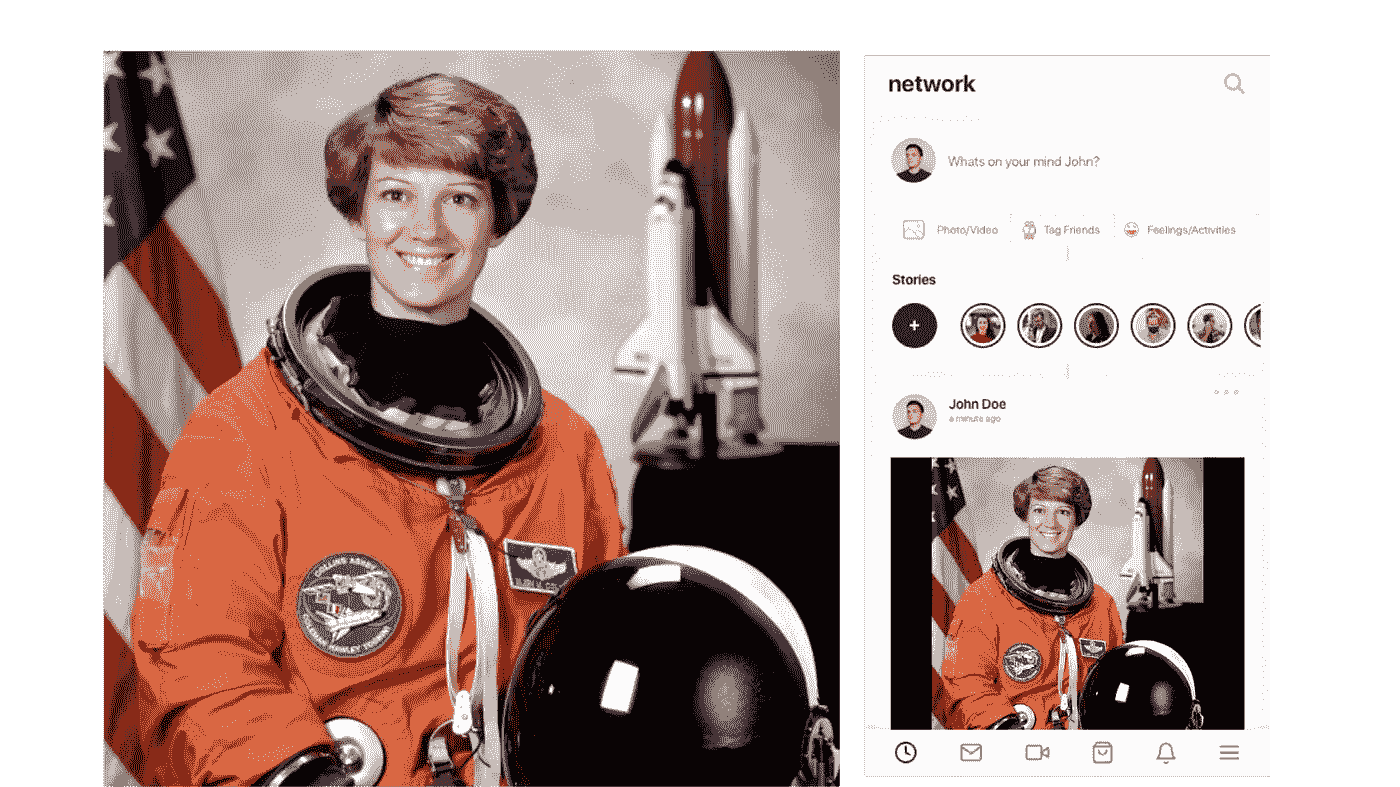 network
Whats on your mind John?
Photo/Video
Tag Friends
Feelings/Activities
Stories
+
John Doe
a minute ago